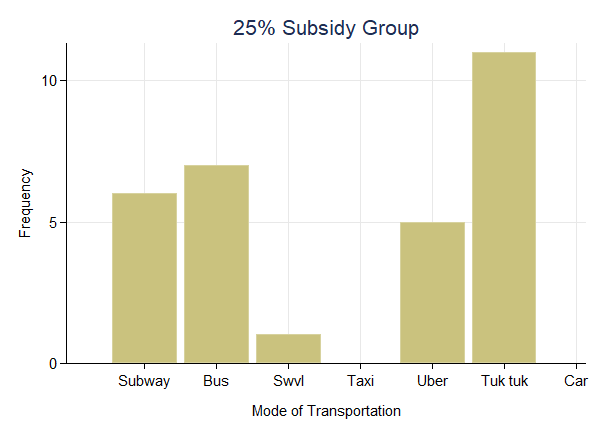 25% Subsidy Group
10
5
0
Frequency
Subway Bus Swvl Taxi Uber Tuk tuk Car
Mode of Transportation